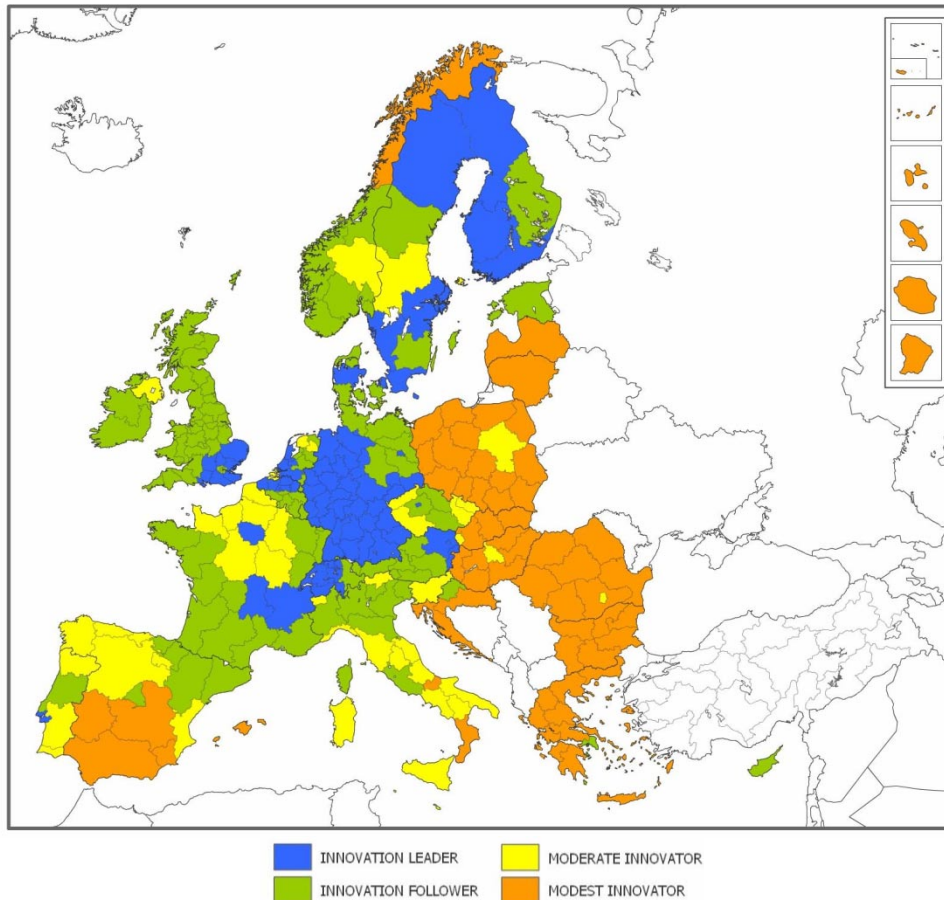 INNOVATION LEADER
MODERATE INNOVATOR
INNOVATION FOLLOWER
MODEST INNOVATOR